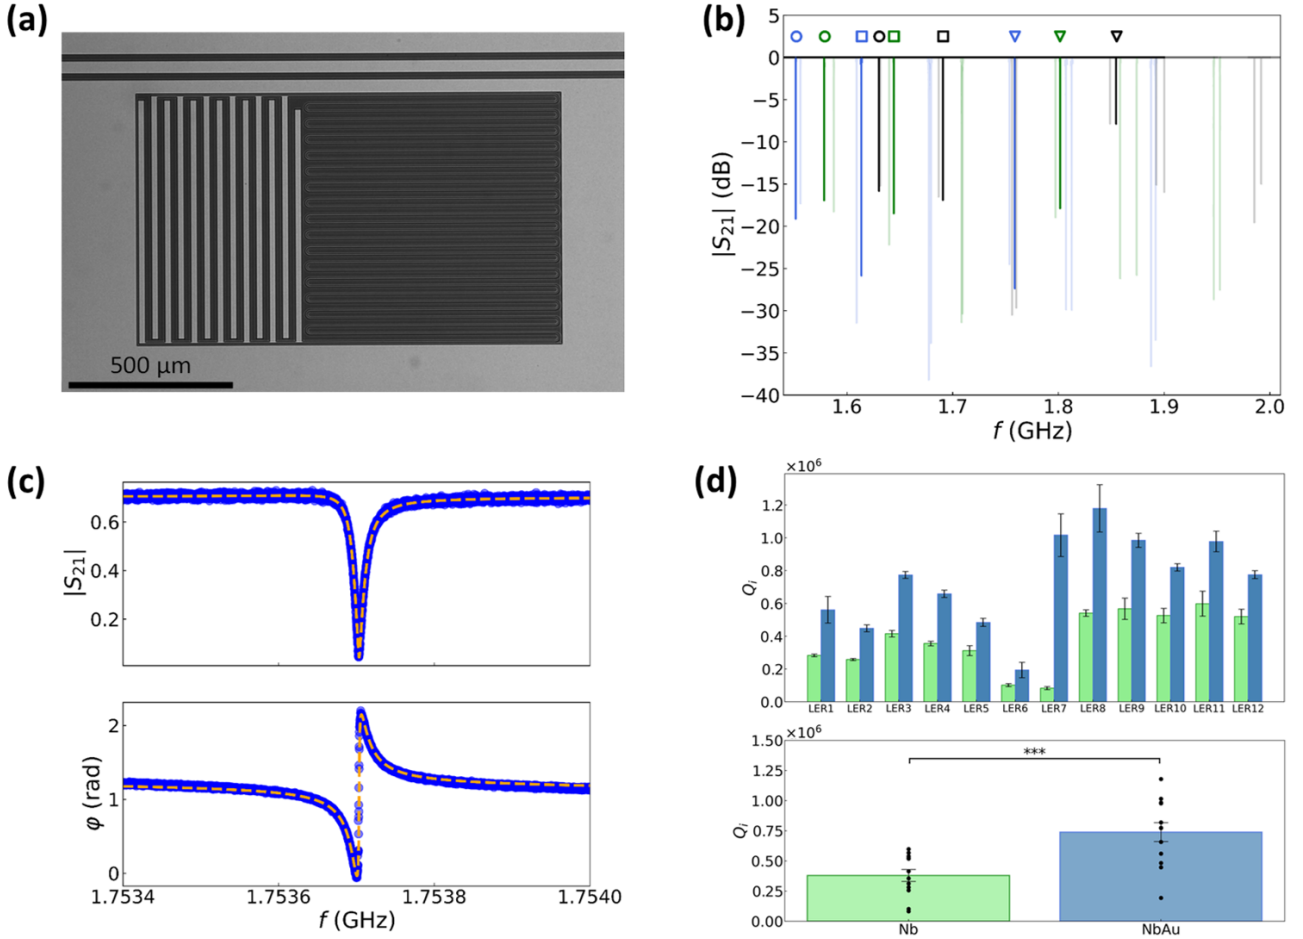 (a)
500 μm
(b)
5
0
−5
−10
−15
−20
−25
−30
−35
−40
|S21| (dB)
1.6 1.7 1.8 1.9 2.0
f (GHz)
(c)
0.6
0.4
0.2
|S21|
2
1
0
φ (rad)
1.7534 1.7536 1.7538 1.7540
f (GHz)
(d)
×10⁶
1.2
1.0
0.8
0.6
0.4
0.2
0.0
Qi
LER1 LER2 LER3 LER4 LER5 LER6 LER7 LER8 LER9 LER10 LER11 LER12
×10⁶
1.50
1.25
1.00
0.75
0.50
0.25
0.00
Qi
***
Nb NbAu